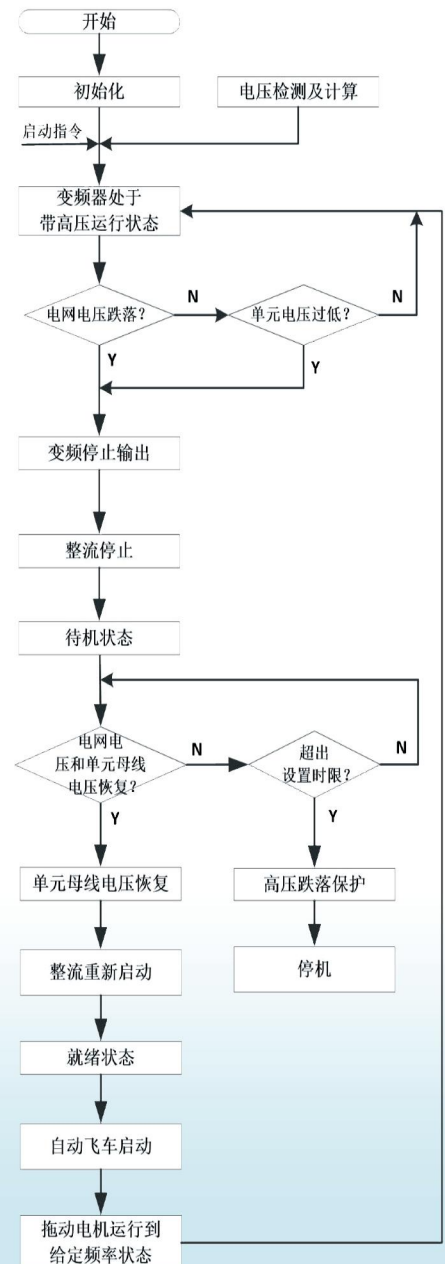 开始
初始化
电压检测及计算
启动指令
变频器处于
带高压运行状态
电网电压跌落？
N
单元电压过低？
N
Y
Y
变频停止输出
整流停止
待机状态
电网电
压和单元母线
电压恢复？
N
超出
设置时限？
N
Y
Y
单元母线电压恢复
高压跌落保护
整流重新启动
停机
就绪状态
自动飞车启动
拖动电机运行到
给定频率状态